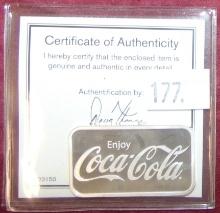 Certificate of Authenticity
I hereby certify that the enclosed item is
genuine and authentic in every detail.
Authentication by
177.
Enjoy
Coca-Cola